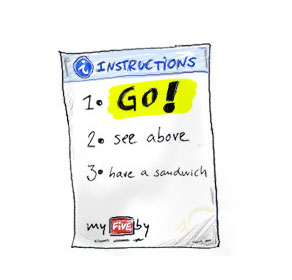 i INSTRUCTIONS
1. GO!
2. see above
3. have a sandwich
my FIVE by